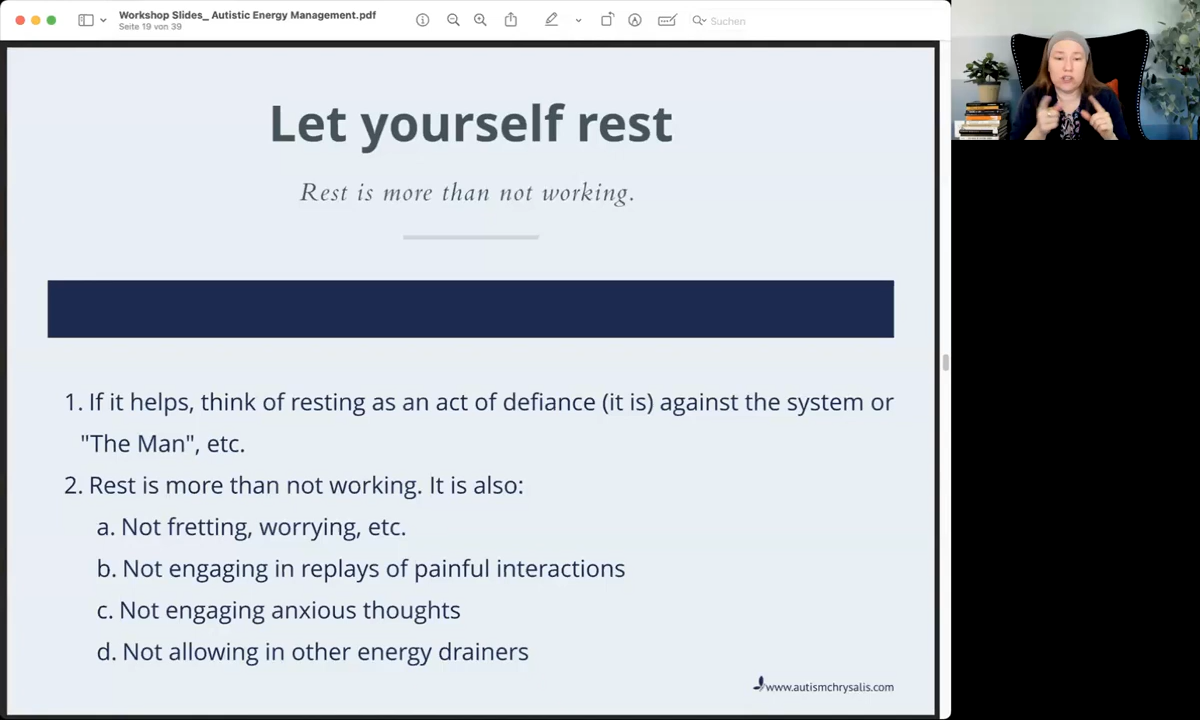 Workshop Slides_ Autistic Energy Management.pdf
Seite 19 von 39
Suchen
Let yourself rest
Rest is more than not working.
1. If it helps, think of resting as an act of defiance (it is) against the system or
"The Man", etc.
2. Rest is more than not working. It is also:
a. Not fretting, worrying, etc.
b. Not engaging in replays of painful interactions
c. Not engaging anxious thoughts
d. Not allowing in other energy drainers
www.autismchrysalis.com